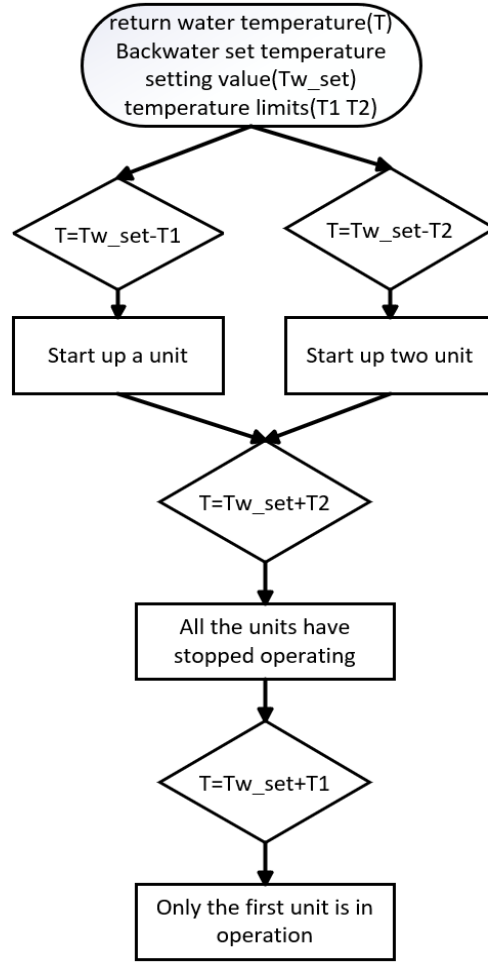 return water temperature(T)
Backwater set temperature
setting value(Tw_set)
temperature limits(T1 T2)
T=Tw_set-T1
T=Tw_set-T2
Start up a unit
Start up two unit
T=Tw_set+T2
All the units have
stopped operating
T=Tw_set+T1
Only the first unit is in
operation